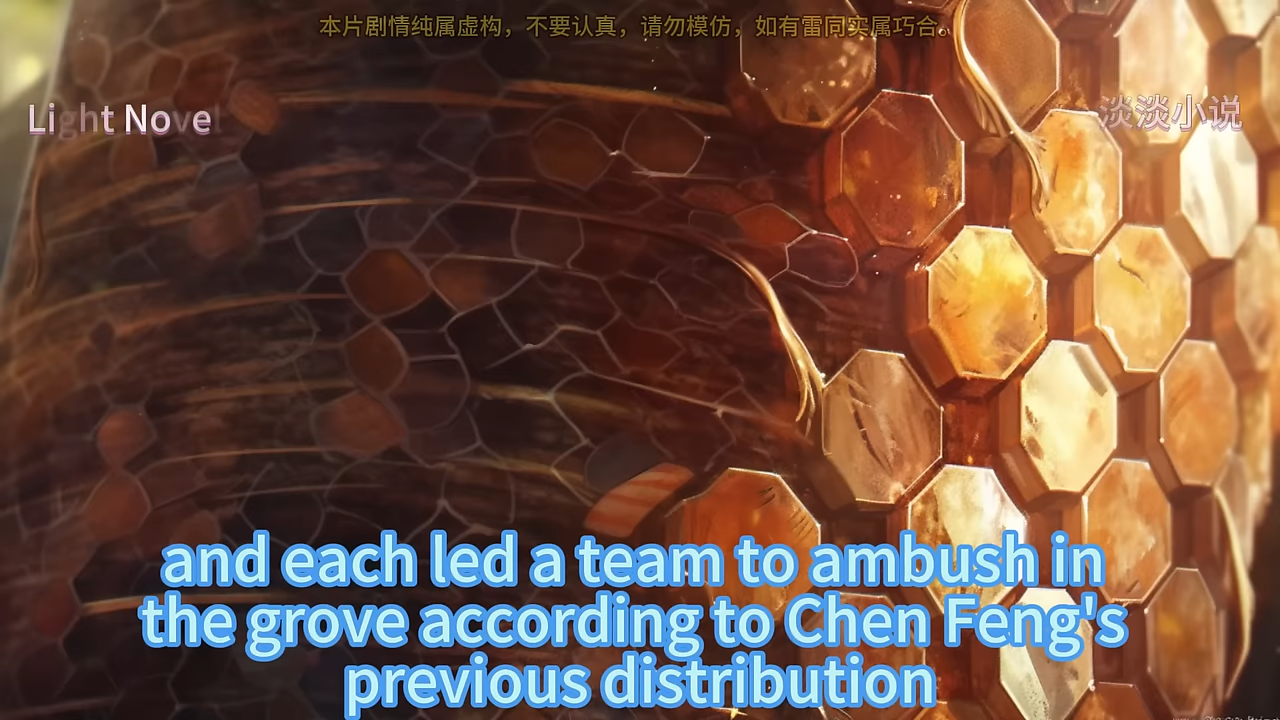 本片剧情纯属虚构，不要认真，请勿模仿，如有雷同实属巧合。
Light Novel
淡淡小说
and each led a team to ambush in
the grove according to Chen Feng's
previous distribution